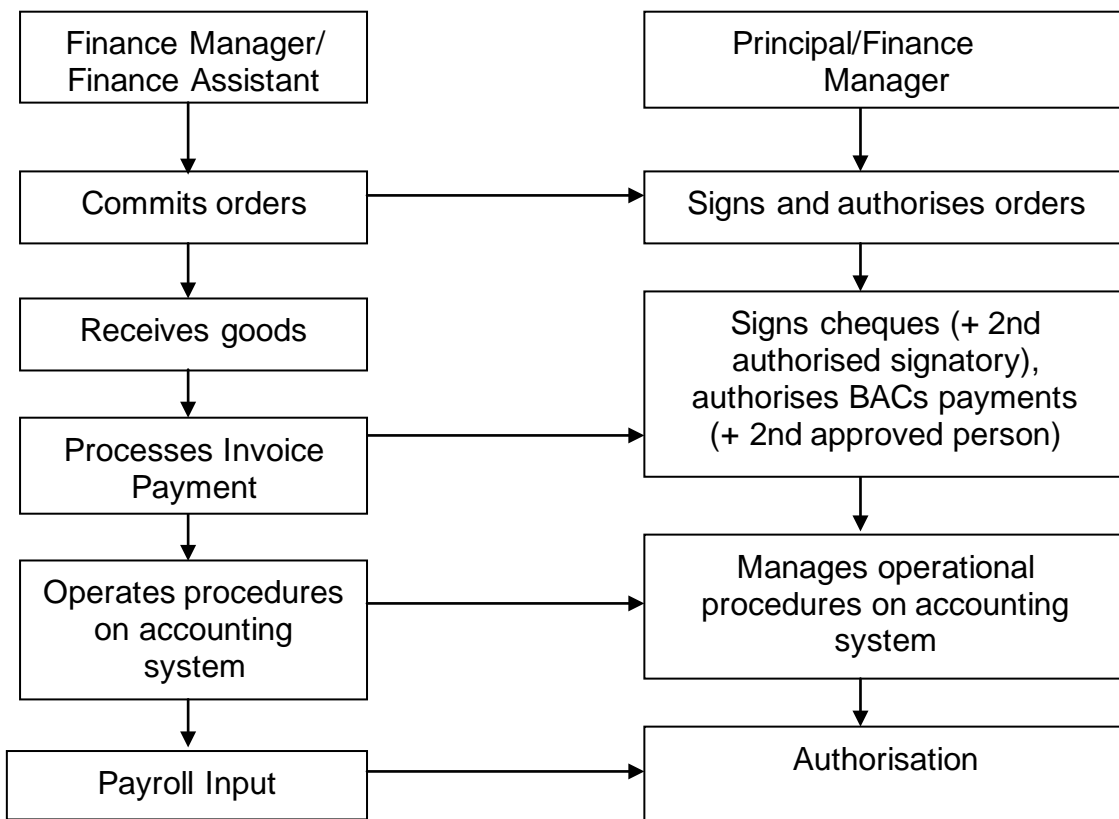 Finance Manager/
Finance Assistant
Principal/Finance
Manager
Commits orders
Signs and authorises orders
Receives goods
Signs cheques (+ 2nd
authorised signatory),
authorises BACs payments
(+ 2nd approved person)
Processes Invoice
Payment
Operates procedures
on accounting
system
Manages operational
procedures on accounting
system
Payroll Input
Authorisation